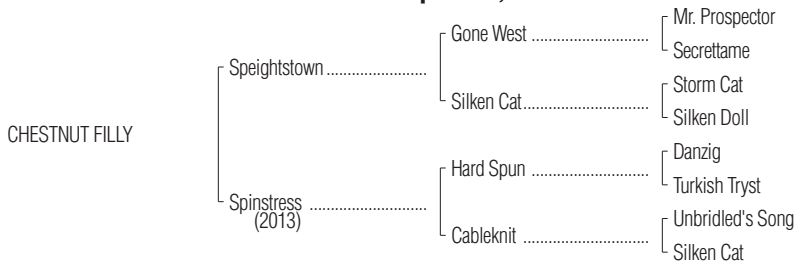 Mr. Prospector
Gone West ..............................
Secrettame
Speightstown .........................
Storm Cat
Silken Cat................................
Silken Doll
CHESTNUT FILLY
Danzig
Hard Spun ..............................
Turkish Tryst
Spinstress .............................
(2013)
Unbridled's Song
Cableknit ................................
Silken Cat